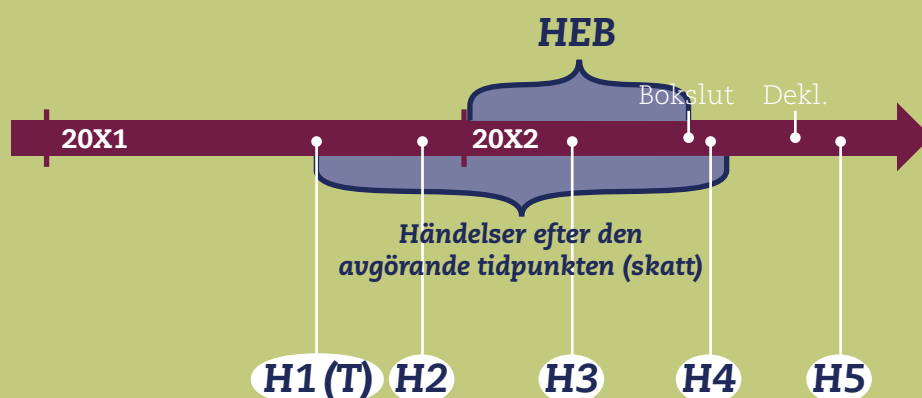 HEB
Bokslut Dekl.
20X1 20X2
Händelser efter den
avgörande tidpunkten (skatt)
H1 (T) H2 H3 H4 H5